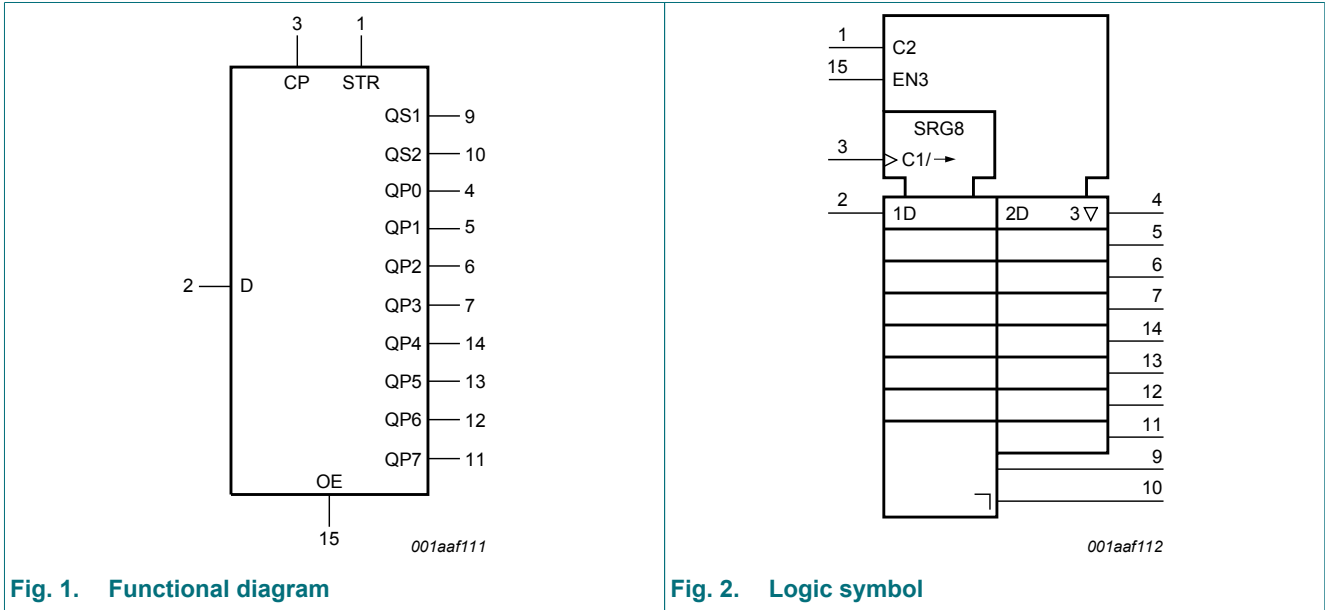 3 1
CP STR
QS1 9
QS2 10
QP0 4
QP1 5
QP2 6
2 D
QP3 7
QP4 14
QP5 13
QP6 12
QP7 11
OE
15
001aaf111
Fig. 1. Functional diagram
1 C2
15 EN3
SRG8
3 C1/→
2 1D 2D 3▽ 4
5
6
7
14
13
12
11
9
10
001aaf112
Fig. 2. Logic symbol